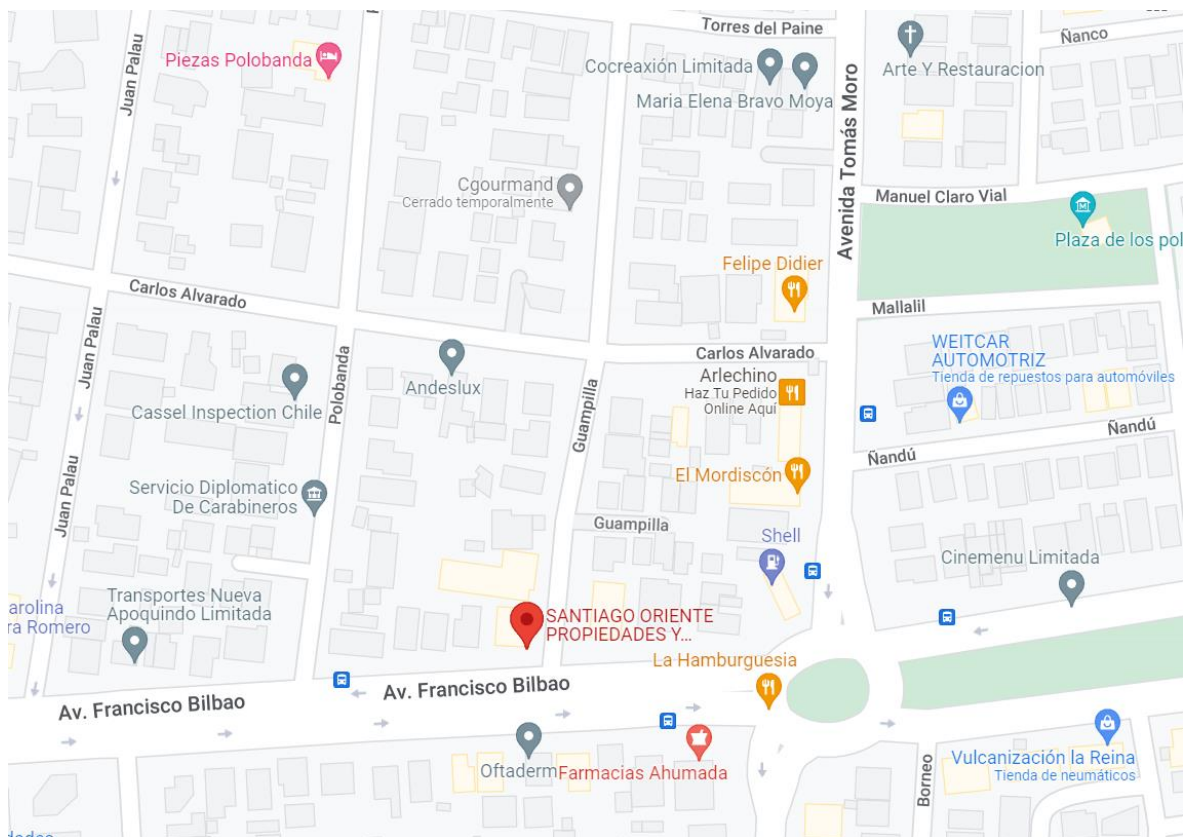 Torres del Paine
Ñanco
Juan Palau
Piezas Polobanda
Cocreaxión Limitada
Maria Elena Bravo Moya
Arte Y Restauracion
Avenida Tomás Moro
Cgourmand
Cerrado temporalmente
Manuel Claro Vial
Plaza de los pol
Felipe Didier
Carlos Alvarado
Mallalil
Juan Palau
Polobanda
Andeslux
Carlos Alvarado
WEITCAR
AUTOMOTRIZ
Tienda de repuestos para automóviles
Arlechino
Haz Tu Pedido
Online Aquí
Cassel Inspection Chile
Guampilla
Ñandú
Ñandú
Juan Palau
Servicio Diplomatico
De Carabineros
El Mordiscón
Guampilla
Shell
Cinemenu Limitada
arolina
ra Romero
Transportes Nueva
Apoquindo Limitada
SANTIAGO ORIENTE
PROPIEDADES Y...
La Hamburguesia
Av. Francisco Bilbao
Av. Francisco Bilbao
Oftaderm
Farmacias Ahumada
Borneo
Vulcanización la Reina
Tienda de neumáticos